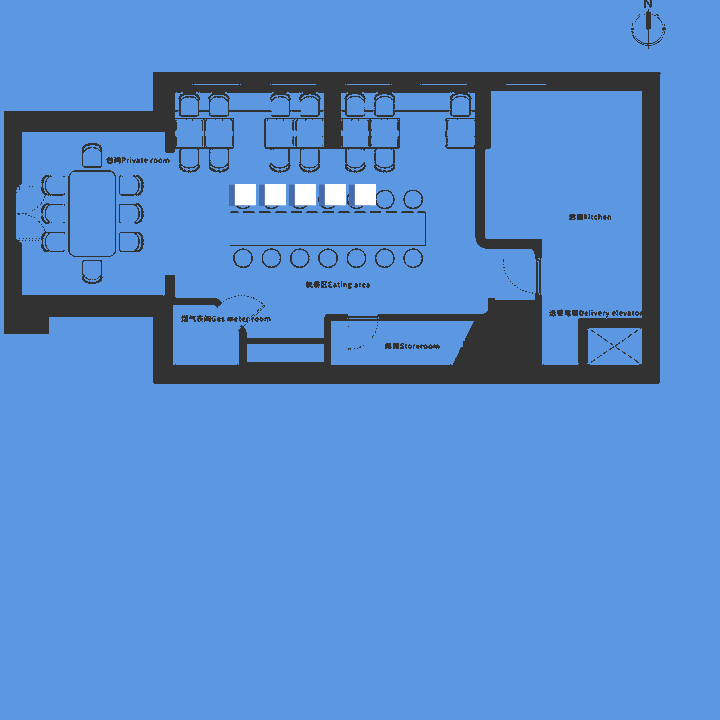 N
包间Private room
厨房Kitchen
就餐区Eating area
送餐电梯Delivery elevator
燃气表间Gas meter room
库房Storeroom